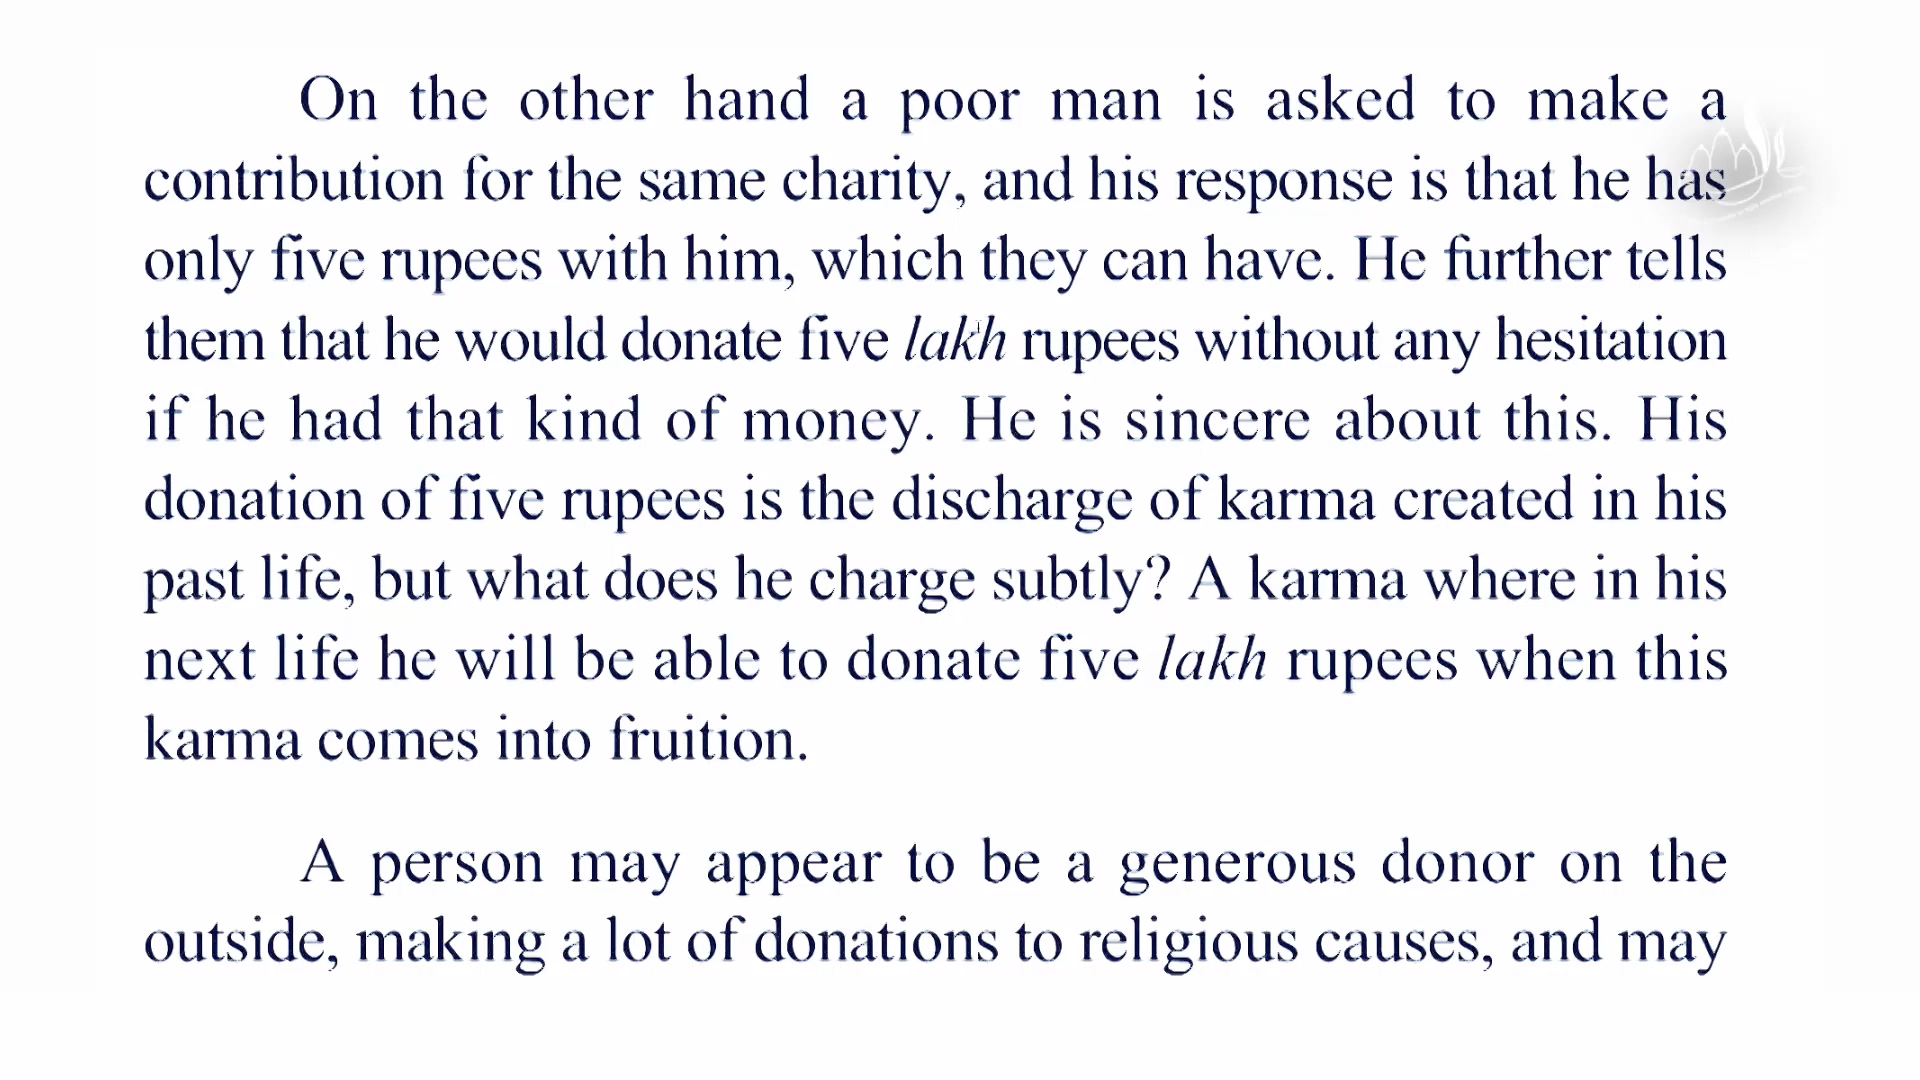 On the other hand a poor man is asked to make a
contribution for the same charity, and his response is that he has
only five rupees with him, which they can have. He further tells
them that he would donate five lakh rupees without any hesitation
if he had that kind of money. He is sincere about this. His
donation of five rupees is the discharge of karma created in his
past life, but what does he charge subtly? A karma where in his
next life he will be able to donate five lakh rupees when this
karma comes into fruition.
A person may appear to be a generous donor on the
outside, making a lot of donations to religious causes, and may